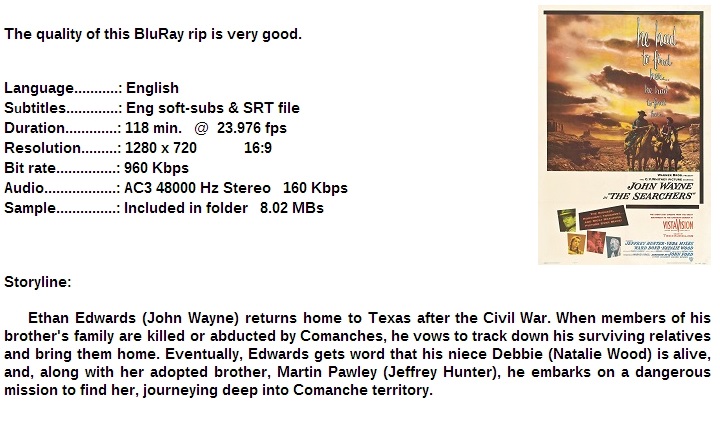 The quality of this BluRay rip is very good.
Language...........: English
Subtitles............: Eng soft-subs & SRT file
Duration.............: 118 min. @ 23.976 fps
Resolution.........: 1280 x 720 16:9
Bit rate...............: 960 Kbps
Audio..................: AC3 48000 Hz Stereo 160 Kbps
Sample...............: Included in folder 8.02 MBs
he had
to find
her...
he had
to find
her...
JOHN WAYNE
IN "THE SEARCHERS"
VISTAVISION
JEFFREY HUNTER · VERA MILES
WARD BOND · NATALIE WOOD
JOHN FORD
Storyline:
Ethan Edwards (John Wayne) returns home to Texas after the Civil War. When members of his
brother's family are killed or abducted by Comanches, he vows to track down his surviving relatives
and bring them home. Eventually, Edwards gets word that his niece Debbie (Natalie Wood) is alive,
and, along with her adopted brother, Martin Pawley (Jeffrey Hunter), he embarks on a dangerous
mission to find her, journeying deep into Comanche territory.